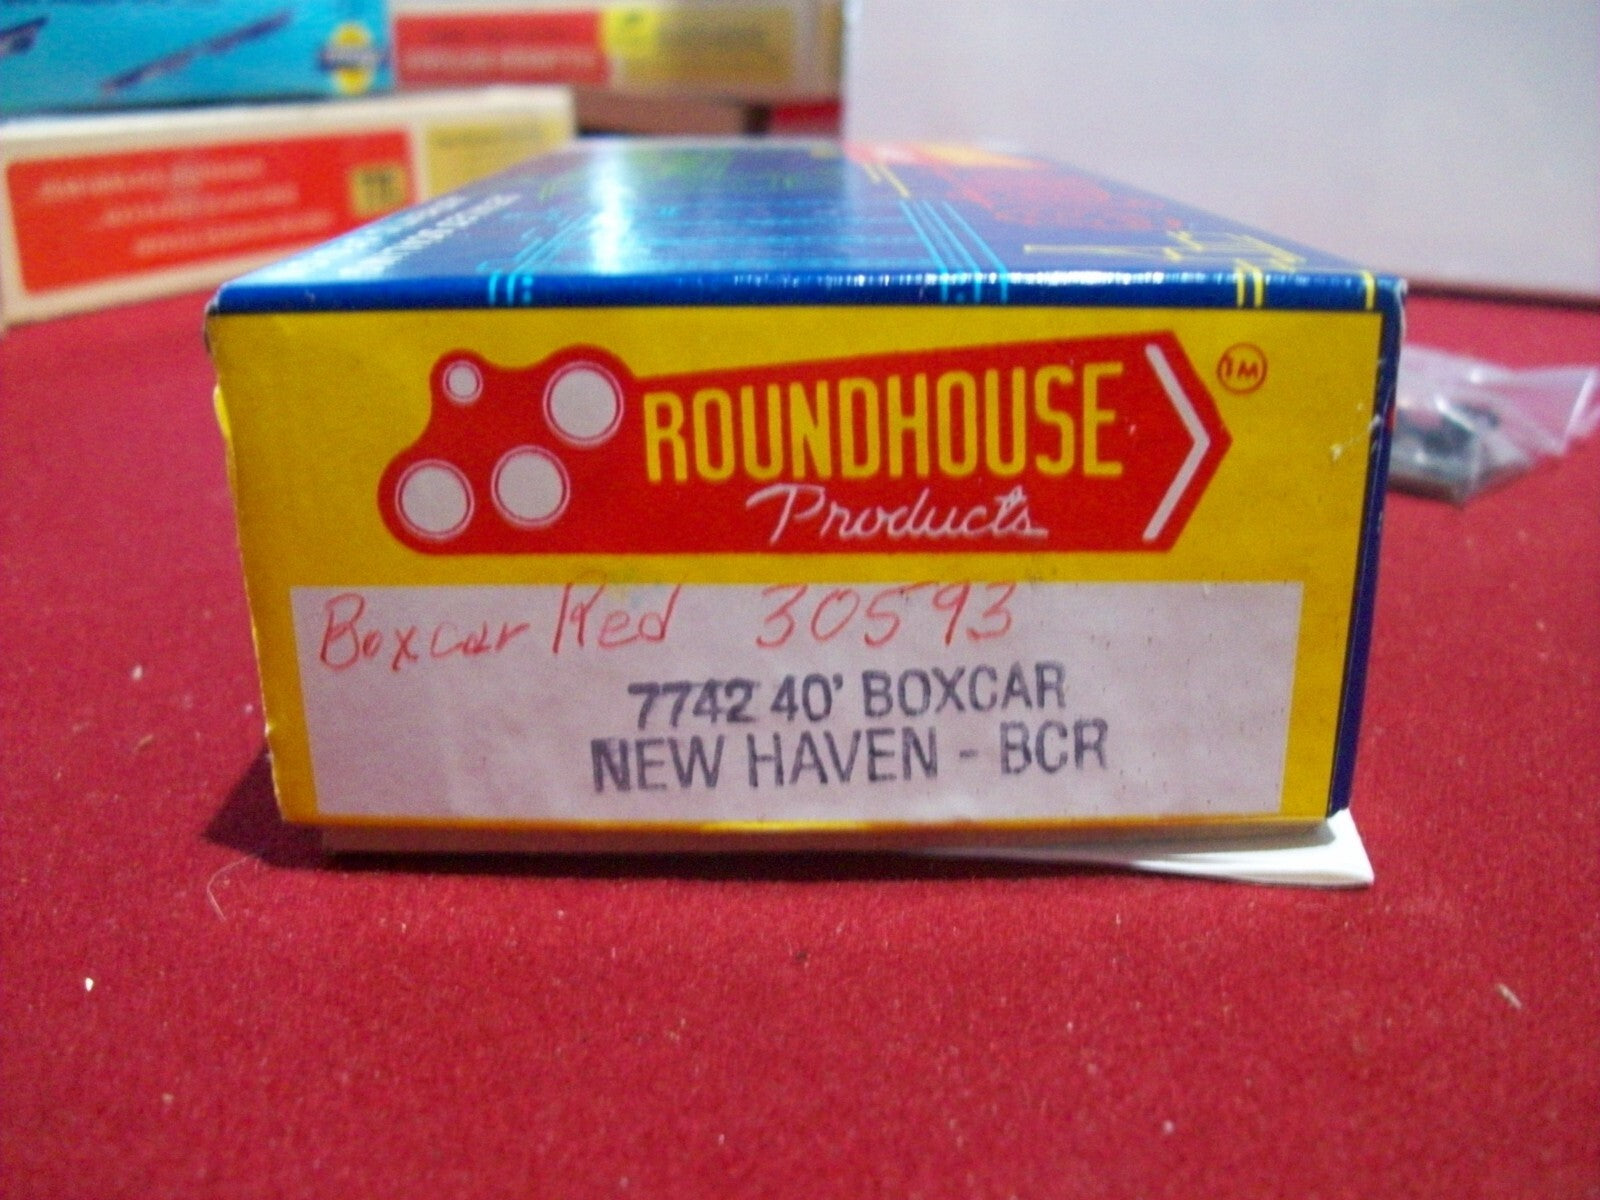 ROUNDHOUSE
TM
Products
Boxcar Red 30593
7742 40' BOXCAR
NEW HAVEN - BCR